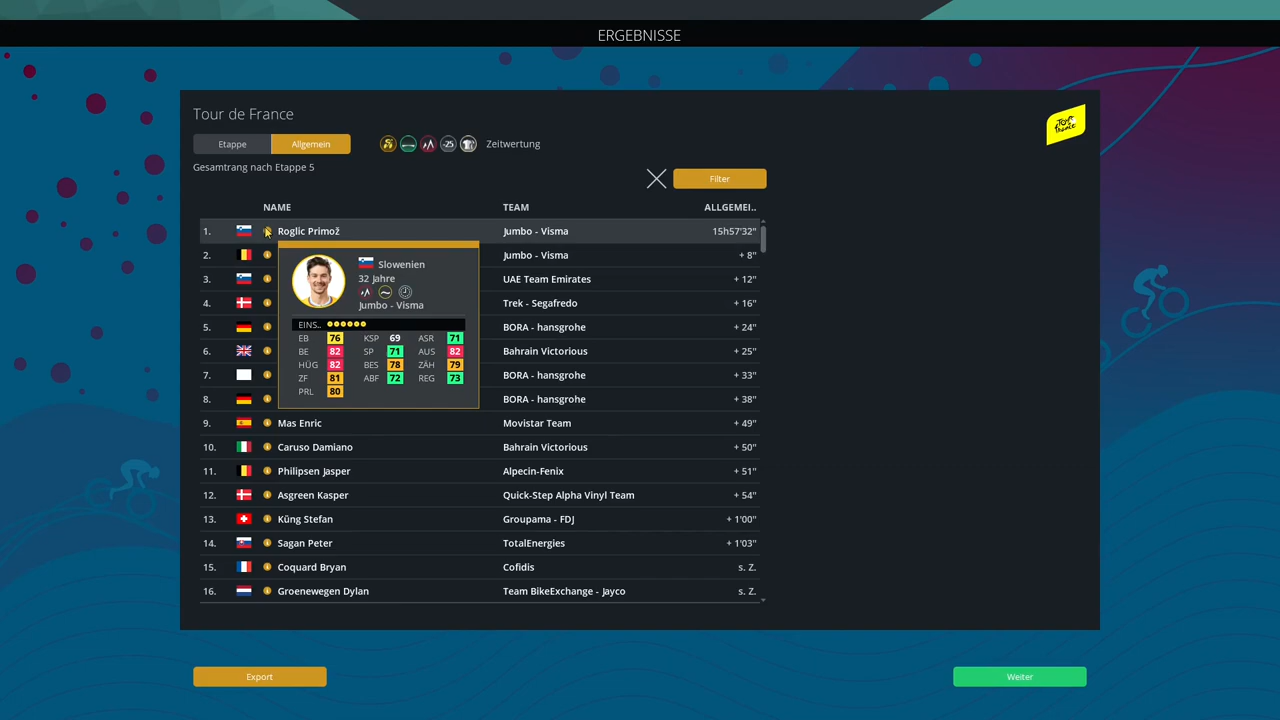 ERGEBNISSE
Tour de France
Etappe Allgemein -25 Zeitwertung
Gesamtrang nach Etappe 5
Filter
NAME TEAM ALLGEMEI..
1. Roglic Primož Jumbo - Visma 15h57'32"
2. Jumbo - Visma + 8"
3. UAE Team Emirates + 12"
4. Trek - Segafredo + 16"
5. BORA - hansgrohe + 24"
6. Bahrain Victorious + 25"
7. BORA - hansgrohe + 33"
8. BORA - hansgrohe + 38"
Slowenien
32 Jahre
Jumbo - Visma
EINS..
EB 76 KSP 69 ASR 71
BE 82 SP 71 AUS 82
HÜG 82 BES 78 ZÄH 79
ZF 81 ABF 72 REG 73
PRL 80
9. Mas Enric Movistar Team + 49"
10. Caruso Damiano Bahrain Victorious + 50"
11. Philipsen Jasper Alpecin-Fenix + 51"
12. Asgreen Kasper Quick-Step Alpha Vinyl Team + 54"
13. Kûng Stefan Groupama - FDJ + 1'00"
14. Sagan Peter TotalEnergies + 1'03"
15. Coquard Bryan Cofidis s. Z.
16. Groenewegen Dylan Team BikeExchange - Jayco s. Z.
Export Weiter